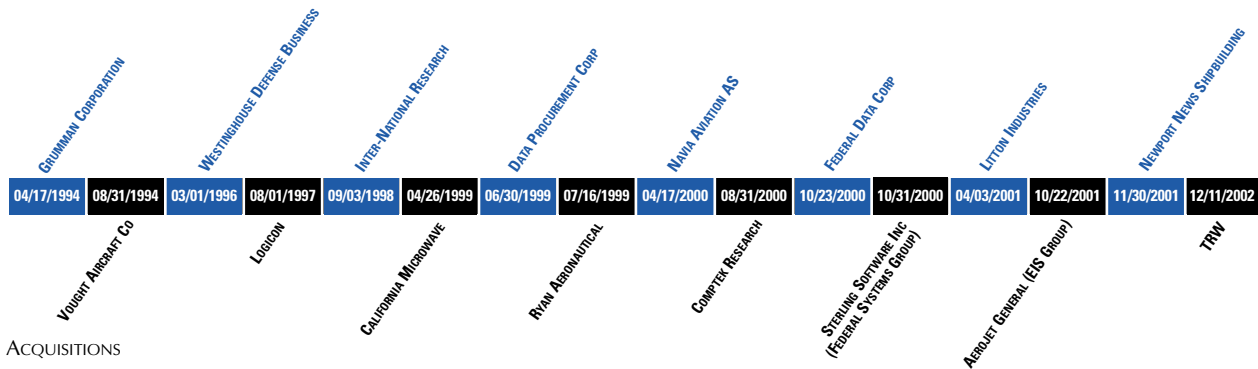 Grumman Corporation
Westinghouse Defense Business
Inter-National Research
Data Procurement Corp
Navia Aviation AS
Federal Data Corp
Litton Industries
Newport News Shipbuilding
04/17/1994 08/31/1994 03/01/1996 08/01/1997 09/03/1998 04/26/1999 06/30/1999 07/16/1999 04/17/2000 08/31/2000 10/23/2000 10/31/2000 04/03/2001 10/22/2001 11/30/2001 12/11/2002
Vought Aircraft Co
Logicon
California Microwave
Ryan Aeronautical
Comptek Research
Sterling Software Inc
(Federal Systems Group)
Aerojet General (EIS Group)
TRW
Acquisitions